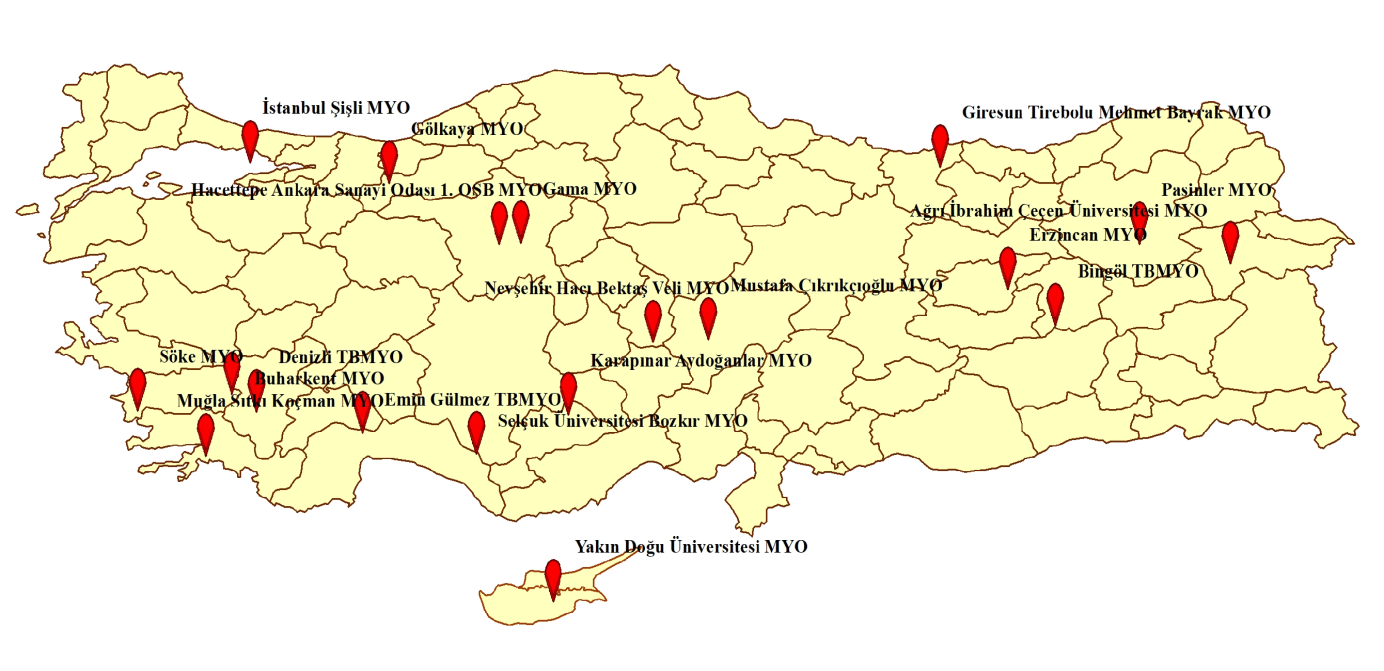 İstanbul Şişli MYO
Giresun Tirebolu Mehmet Bayrak MYO
Gölkaya MYO
Hacettepe Ankara Sanayi Odası 1. OSB MYO
Gama MYO
Pasinler MYO
Ağrı İbrahim Çeçen Üniversitesi MYO
Erzincan MYO
Bingöl TBMYO
Nevşehir Hacı Bektaş Veli MYO
Mustafa Çıkrıkçıoğlu MYO
Söke MYO
Denizli TBMYO
Karapınar Aydoğanlar MYO
Buharkent MYO
Muğla Sıtkı Koçman MYO
Emin Gülmez TBMYO
Selçuk Üniversitesi Bozkır MYO
Yakın Doğu Üniversitesi MYO